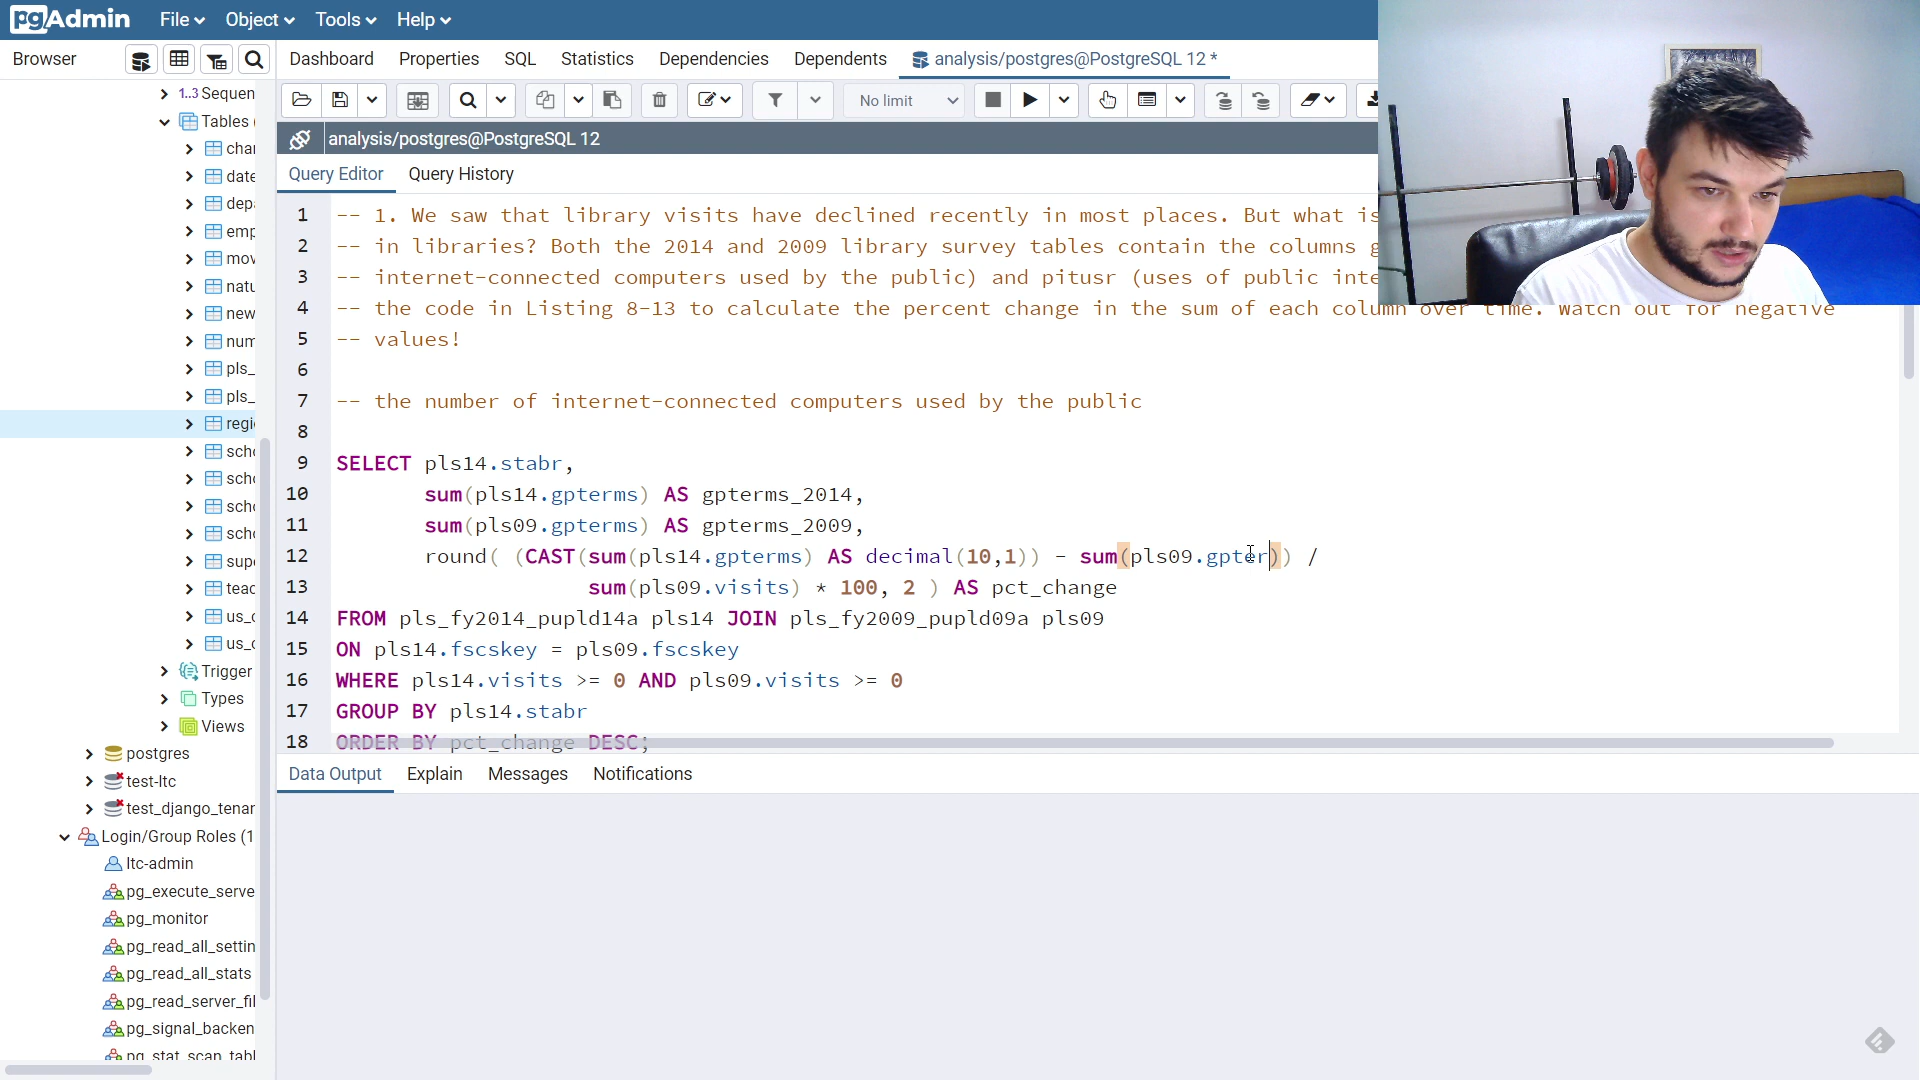 pgAdmin File Object Tools Help
Browser
Dashboard Properties SQL Statistics Dependencies Dependents analysis/postgres@PostgreSQL 12 *
No limit
analysis/postgres@PostgreSQL 12
Query Editor Query History
1..3 Sequen
Tables (
char
date
depa
emp
mov
natu
new
num
pls_
pls_
regi
scho
scho
scho
scho
supe
teac
us_c
us_c
Trigger
Types
Views
postgres
test-ltc
test_django_tenar
Login/Group Roles (1
ltc-admin
pg_execute_serve
pg_monitor
pg_read_all_settin
pg_read_all_stats
pg_read_server_fil
pg_signal_backen
pg_stat_scan_tabl
1 -- 1. We saw that library visits have declined recently in most places. But what is
2 -- in libraries? Both the 2014 and 2009 library survey tables contain the columns g
3 -- internet-connected computers used by the public) and pitusr (uses of public inte
4 -- the code in Listing 8-13 to calculate the percent change in the sum of each column over time. Watch out for negative
5 -- values!
6
7 -- the number of internet-connected computers used by the public
8
9 SELECT pls14.stabr,
10 sum(pls14.gpterms) AS gpterms_2014,
11 sum(pls09.gpterms) AS gpterms_2009,
12 round( (CAST(sum(pls14.gpterms) AS decimal(10,1)) - sum(pls09.gpter)) /
13 sum(pls09.visits) * 100, 2 ) AS pct_change
14 FROM pls_fy2014_pupld14a pls14 JOIN pls_fy2009_pupld09a pls09
15 ON pls14.fscskey = pls09.fscskey
16 WHERE pls14.visits >= 0 AND pls09.visits >= 0
17 GROUP BY pls14.stabr
18 ORDER BY pct_change DESC;
Data Output Explain Messages Notifications